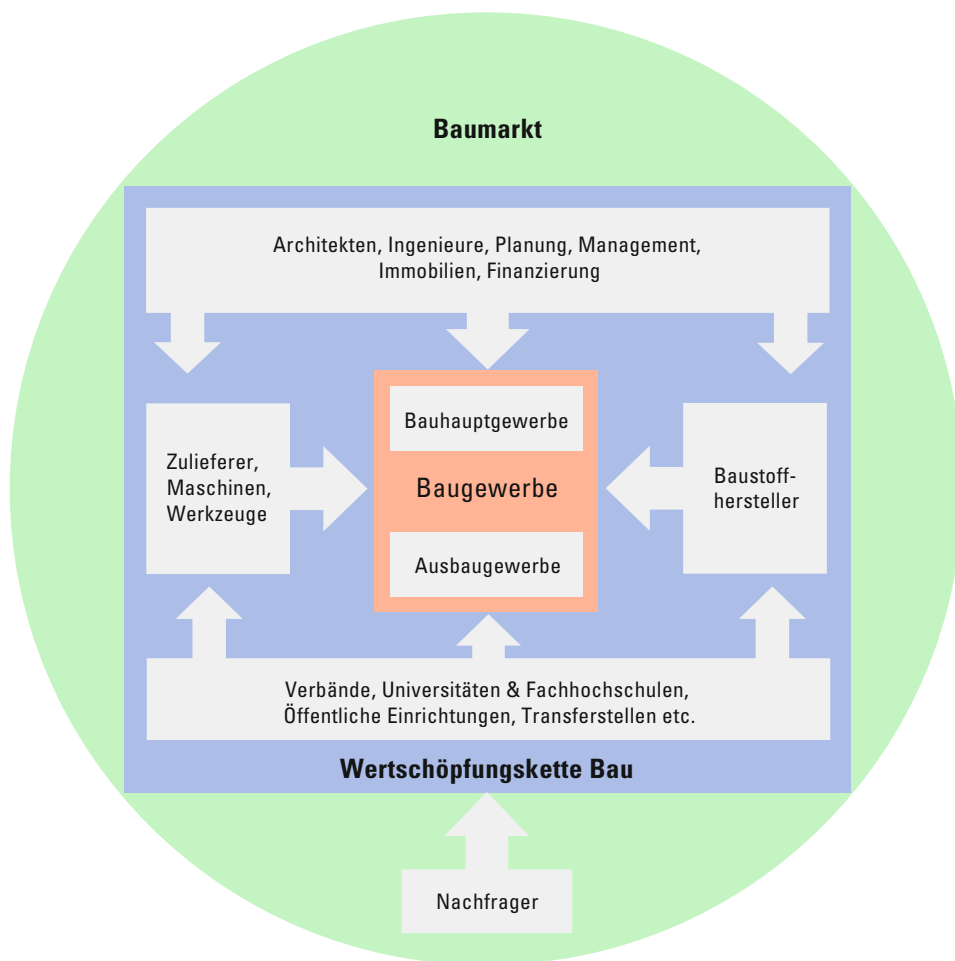 Baumarkt
Architekten, Ingenieure, Planung, Management,
Immobilien, Finanzierung
Zulieferer,
Maschinen,
Werkzeuge
Bauhauptgewerbe
Baugewerbe
Ausbaugewerbe
Baustoff-
hersteller
Verbände, Universitäten & Fachhochschulen,
Öffentliche Einrichtungen, Transferstellen etc.
Wertschöpfungskette Bau
Nachfrager